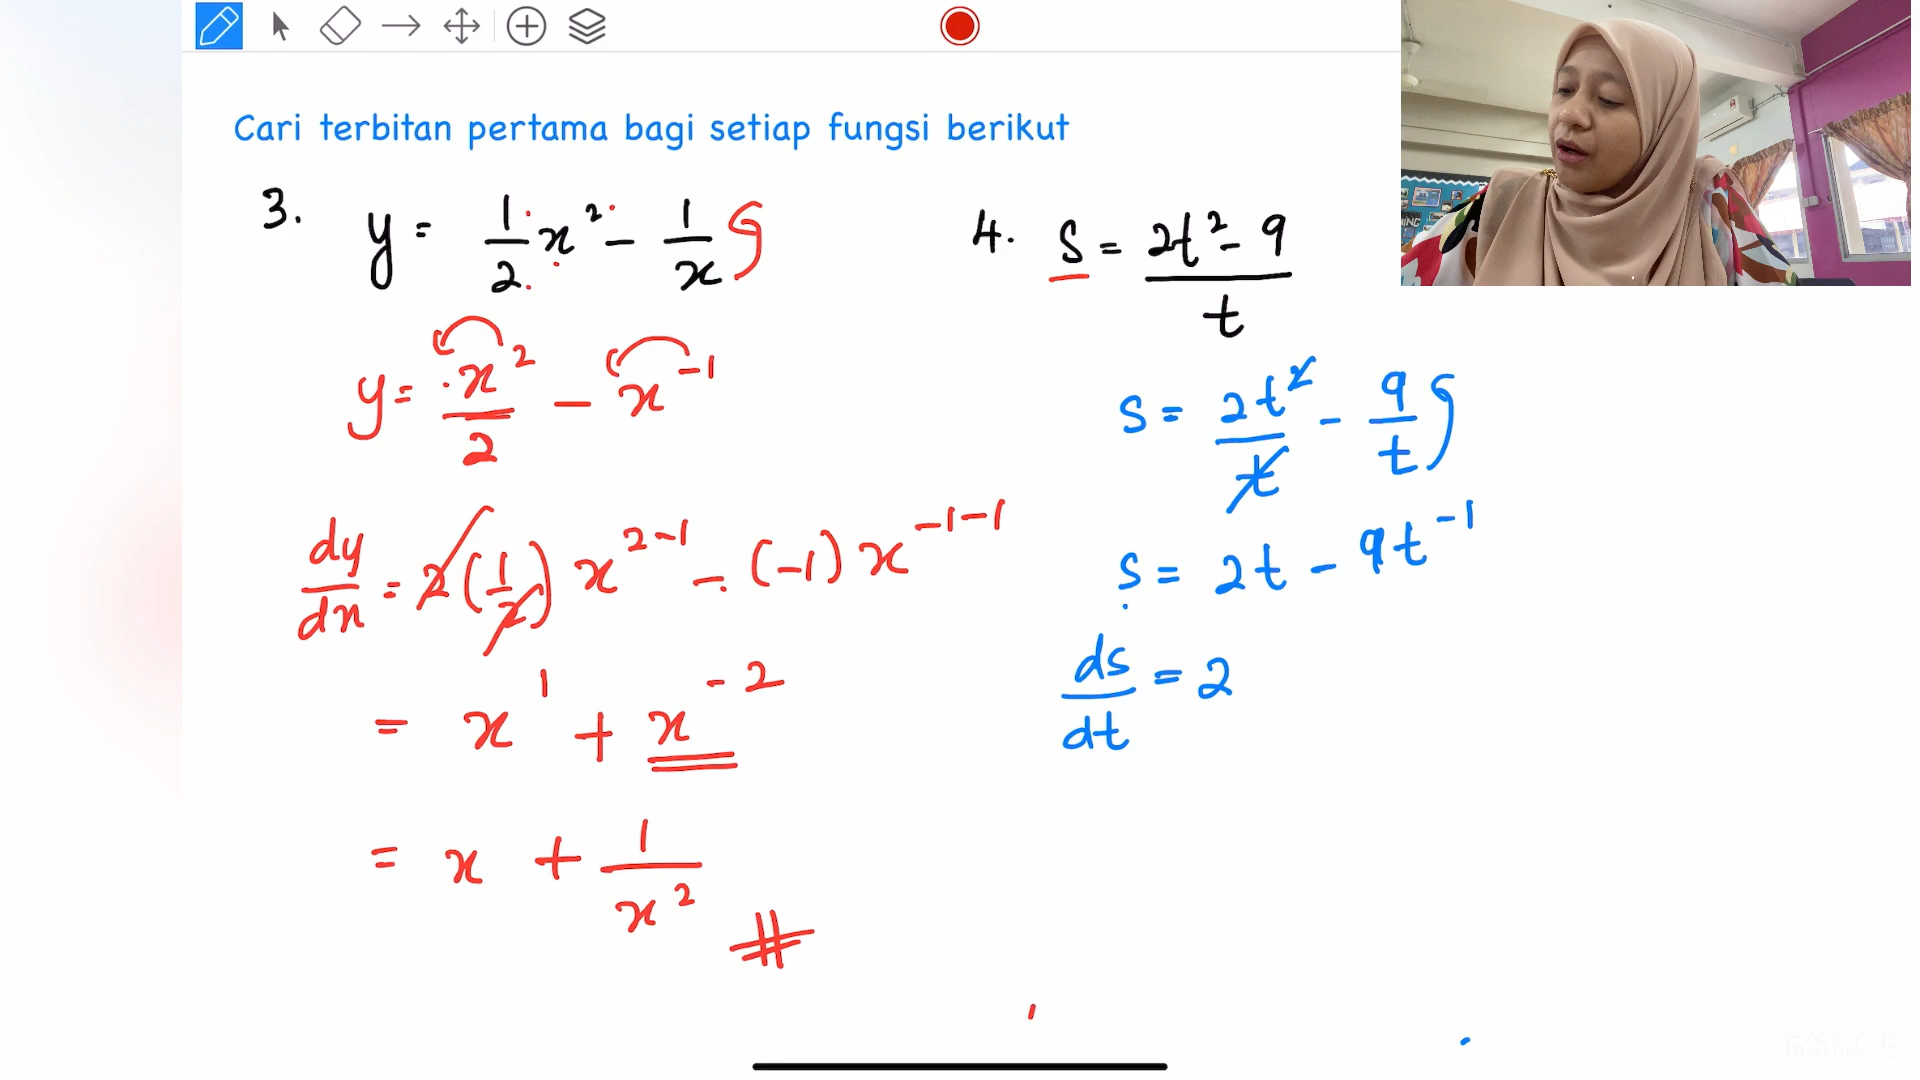 Cari terbitan pertama bagi setiap fungsi berikut
3. y = 1/2 x² − 1/x
y = x²/2 − x⁻¹
dy/dx = 2(1/2) x²⁻¹ − (−1) x⁻¹⁻¹
= x¹ + x⁻²
= x + 1/x² #
4. s = (2t² − 9)/t
s = 2t²/t − 9/t
s = 2t − 9t⁻¹
ds/dt = 2